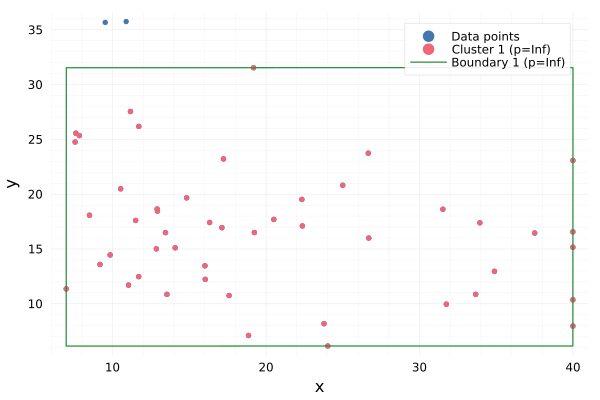 35
30
25
20
15
10
y
10 20 30 40
x
Data points
Cluster 1 (p=Inf)
Boundary 1 (p=Inf)